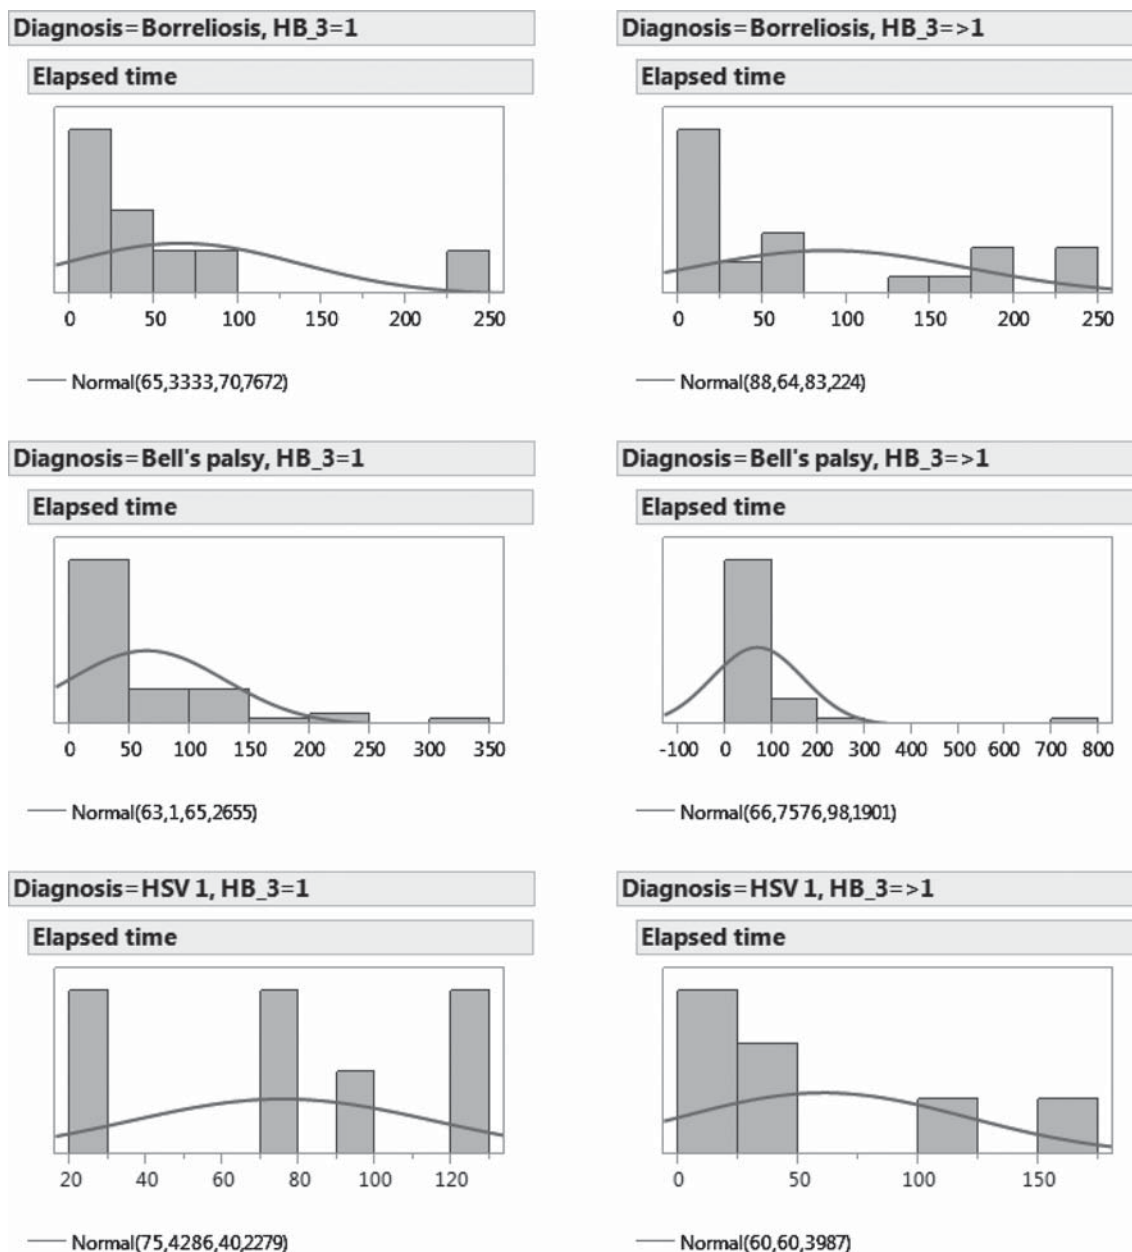 Diagnosis=Borreliosis, HB_3=1
Elapsed time
0 50 100 150 200 250
Normal(65,3333,70,7672)
Diagnosis=Borreliosis, HB_3=>1
Elapsed time
0 50 100 150 200 250
Normal(88,64,83,224)
Diagnosis=Bell's palsy, HB_3=1
Elapsed time
0 50 100 150 200 250 300 350
Normal(63,1,65,2655)
Diagnosis=Bell's palsy, HB_3=>1
Elapsed time
-100 0 100 200 300 400 500 600 700 800
Normal(66,7576,98,1901)
Diagnosis=HSV 1, HB_3=1
Elapsed time
20 40 60 80 100 120
Normal(75,4286,40,2279)
Diagnosis=HSV 1, HB_3=>1
Elapsed time
0 50 100 150
Normal(60,60,3987)